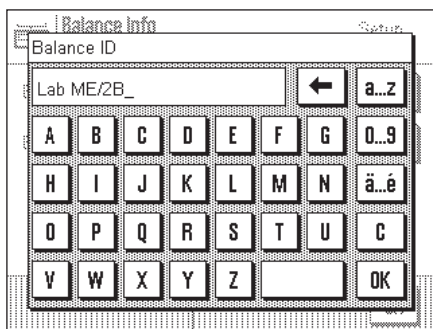 Balance Info Setup
Balance ID
Lab ME/2B_ a...z
A B C D E F G 0...9
H I J K L M N ä...é
O P Q R S T U C
V W X Y Z OK